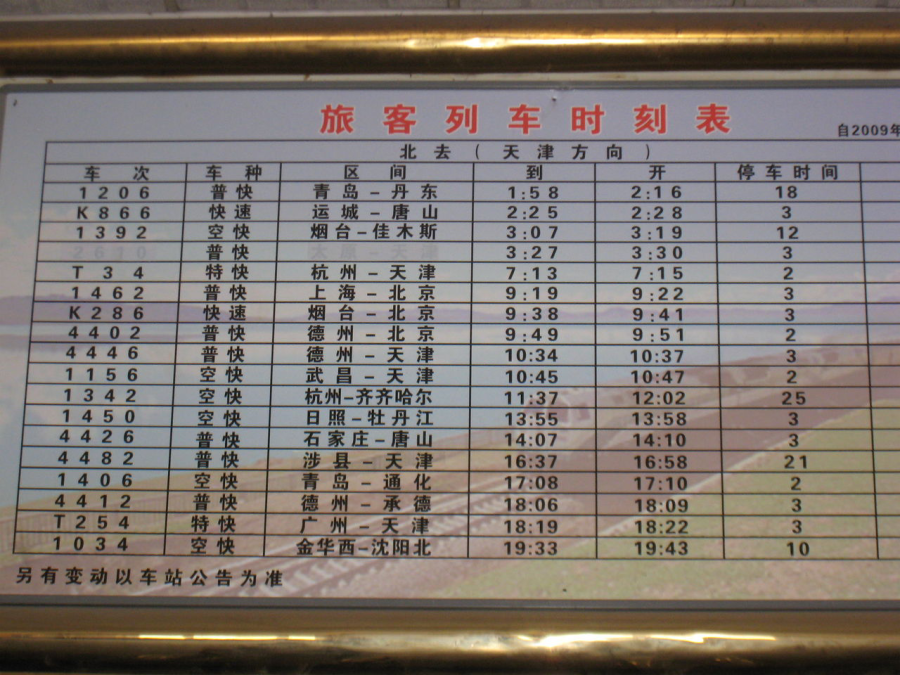 旅客列车时刻表
自2009年
北去(天津方向)
车次 车种 区间 到 开 停车时间
1206 普快 青岛-丹东 1:58 2:16 18
K866 快速 运城-唐山 2:25 2:28 3
1392 空快 烟台-佳木斯 3:07 3:19 12
普快 3:27 3:30 3
T34 特快 杭州-天津 7:13 7:15 2
1462 普快 上海-北京 9:19 9:22 3
K286 快速 烟台-北京 9:38 9:41 3
4402 普快 德州-北京 9:49 9:51 2
4446 普快 德州-天津 10:34 10:37 3
1156 空快 武昌-天津 10:45 10:47 2
1342 空快 杭州-齐齐哈尔 11:37 12:02 25
1450 空快 日照-牡丹江 13:55 13:58 3
4426 普快 石家庄-唐山 14:07 14:10 3
4482 普快 涉县-天津 16:37 16:58 21
1406 空快 青岛-通化 17:08 17:10 2
4412 普快 德州-承德 18:06 18:09 3
T254 特快 广州-天津 18:19 18:22 3
1034 空快 金华西-沈阳北 19:33 19:43 10
另有变动以车站公告为准